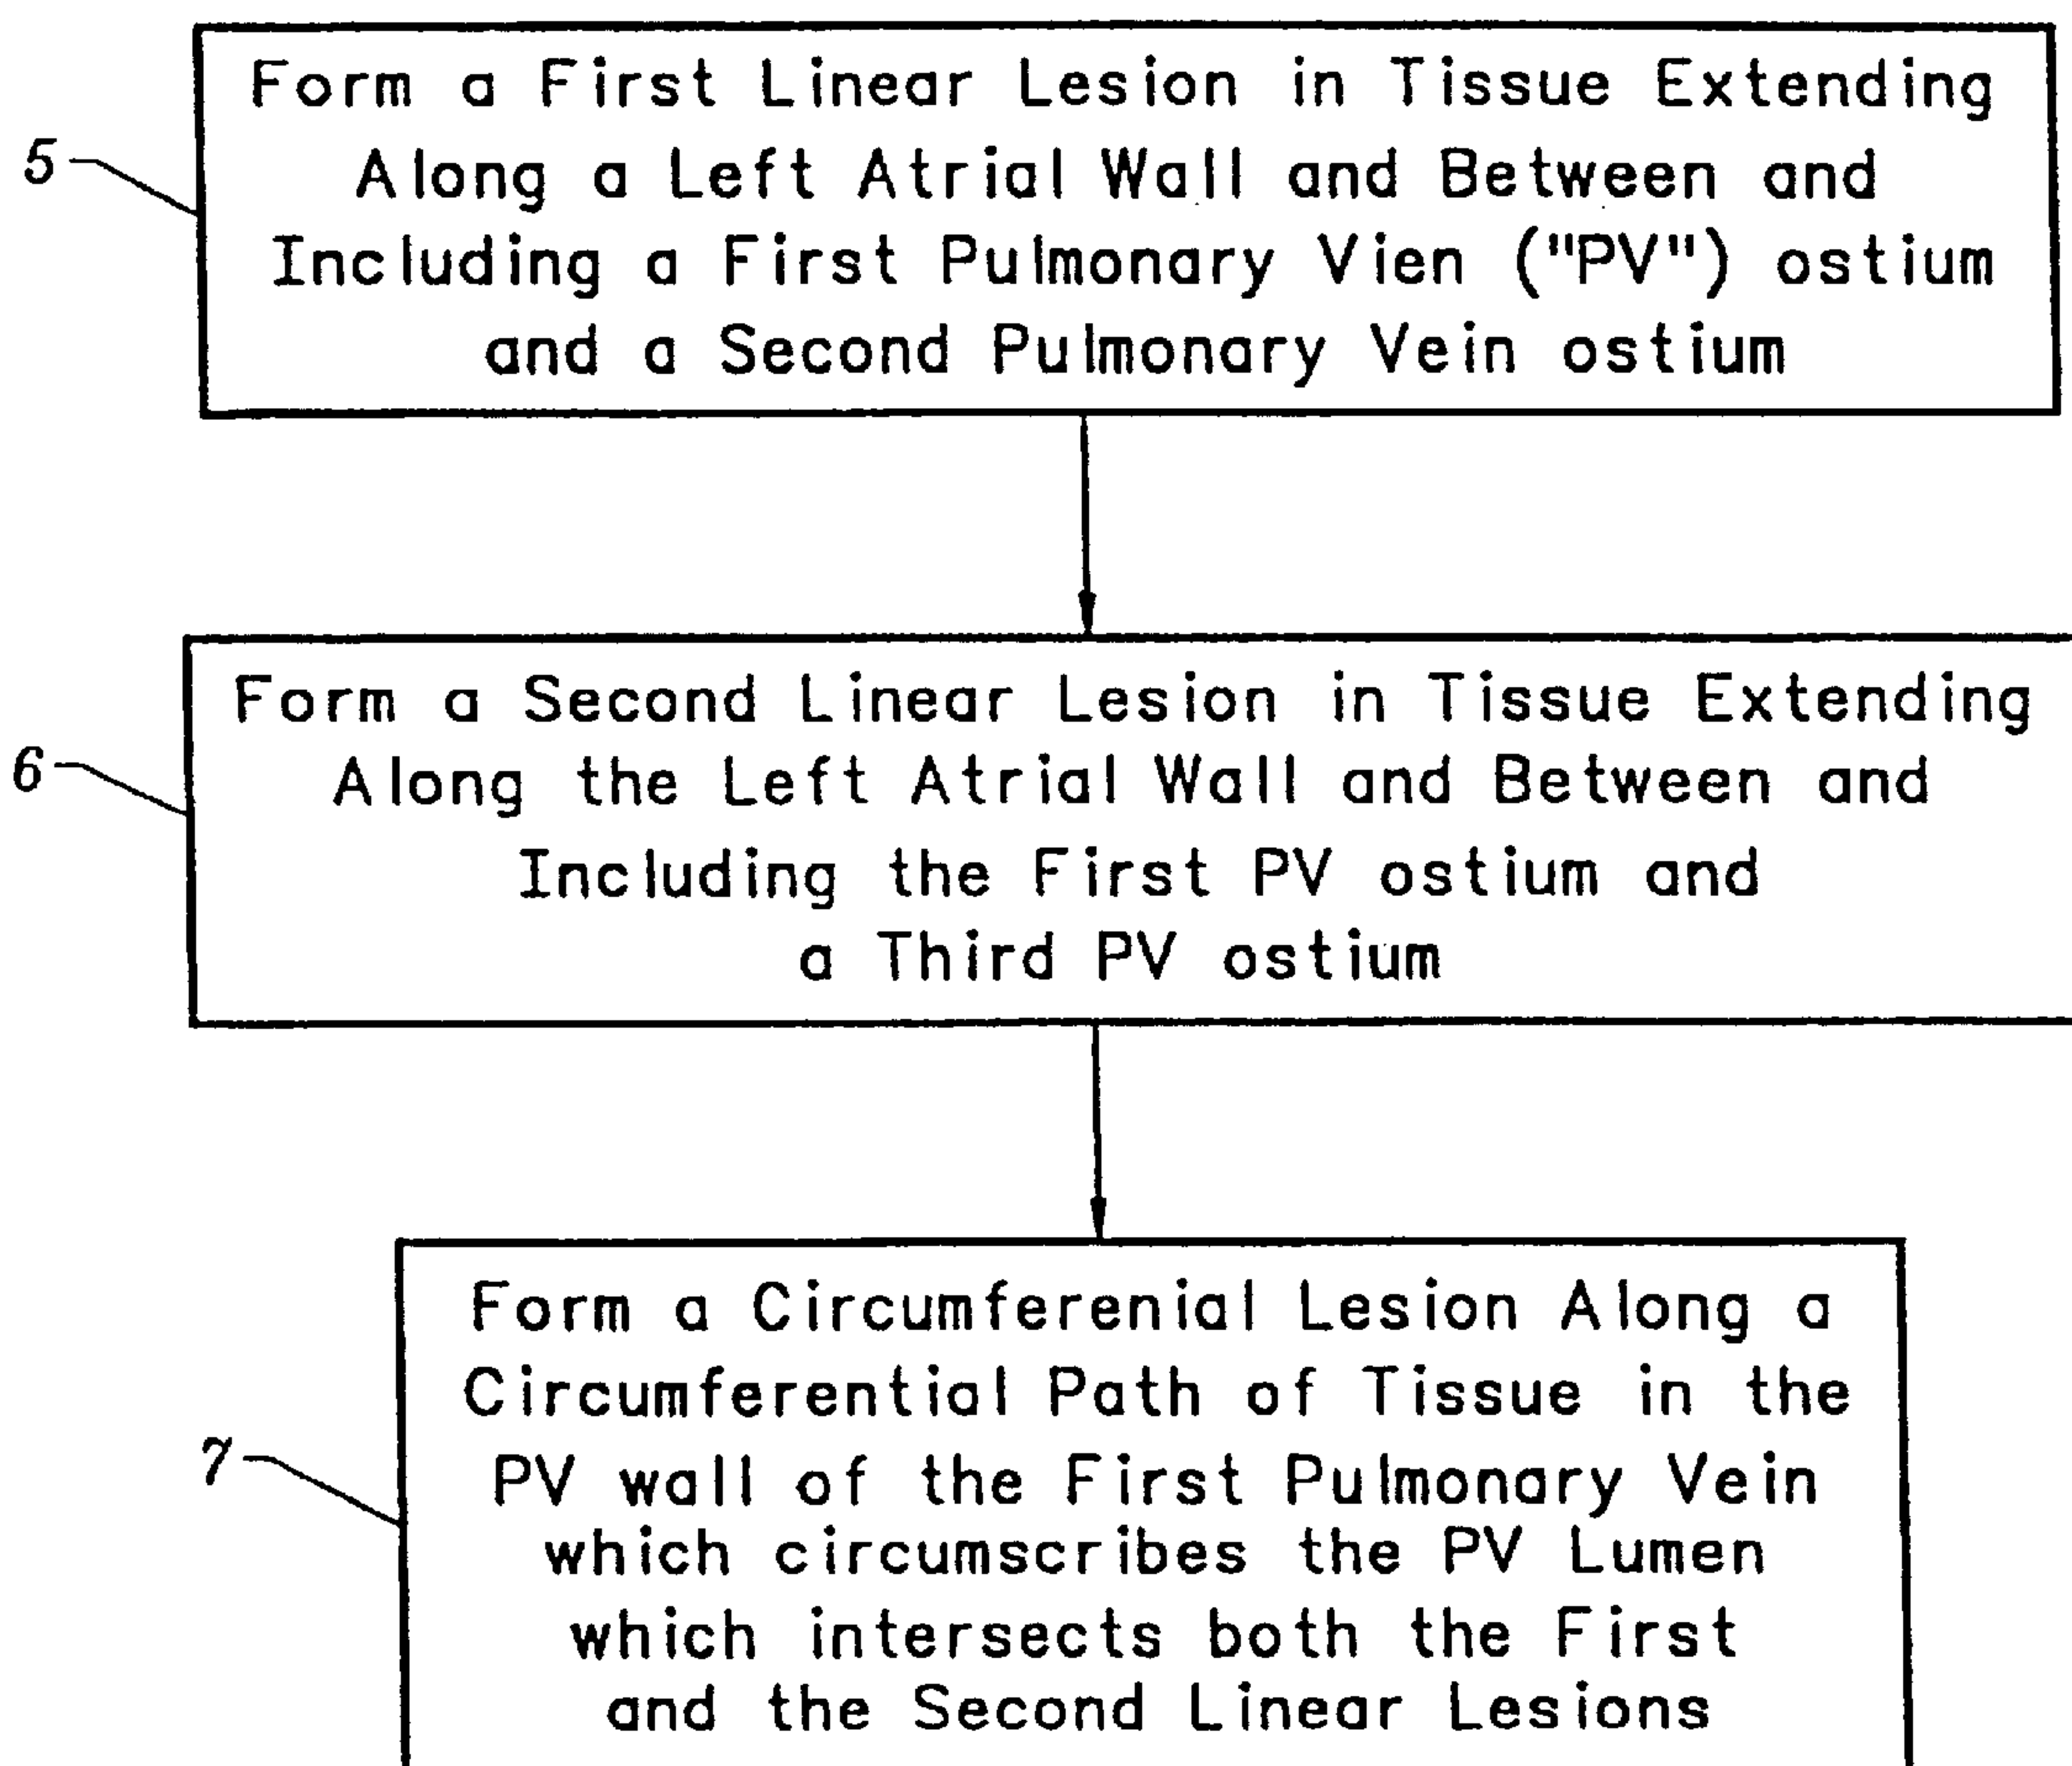 5
Form a First Linear Lesion in Tissue Extending
Along a Left Atrial Wall and Between and
Including a First Pulmonary Vien ("PV") ostium
and a Second Pulmonary Vein ostium
6
Form a Second Linear Lesion in Tissue Extending
Along the Left Atrial Wall and Between and
Including the First PV ostium and
a Third PV ostium
7
Form a Circumferenial Lesion Along a
Circumferential Path of Tissue in the
PV wall of the First Pulmonary Vein
which circumscribes the PV Lumen
which intersects both the First
and the Second Linear Lesions